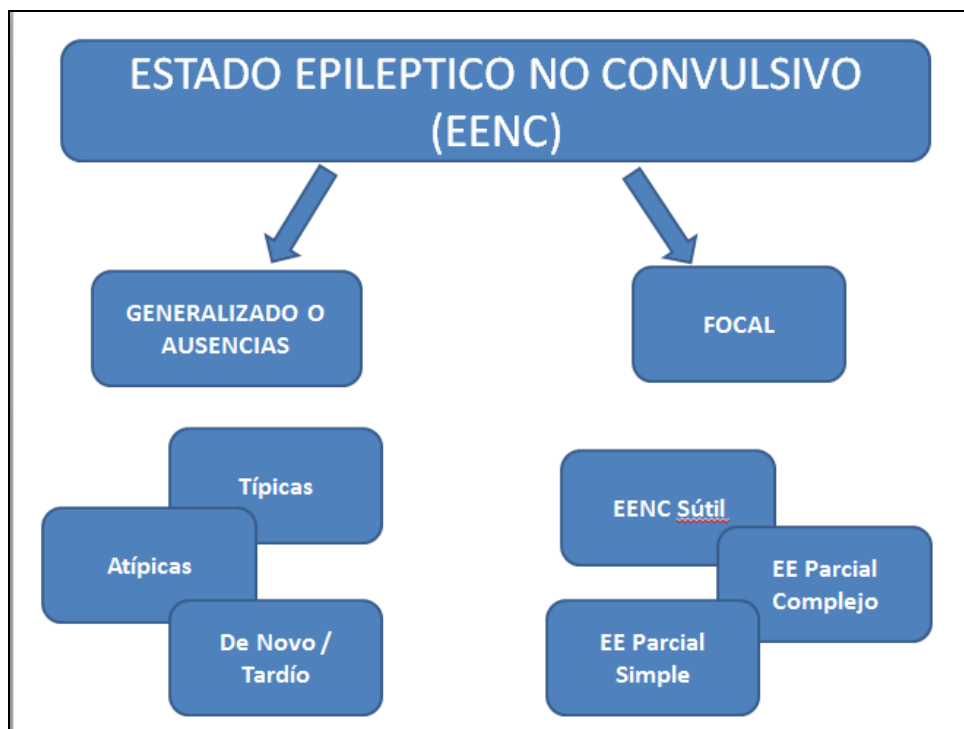 ESTADO EPILEPTICO NO CONVULSIVO
(EENC)
GENERALIZADO O
AUSENCIAS
FOCAL
Típicas
Atípicas
De Novo /
Tardío
EENC Sútil
EE Parcial
Complejo
EE Parcial
Simple